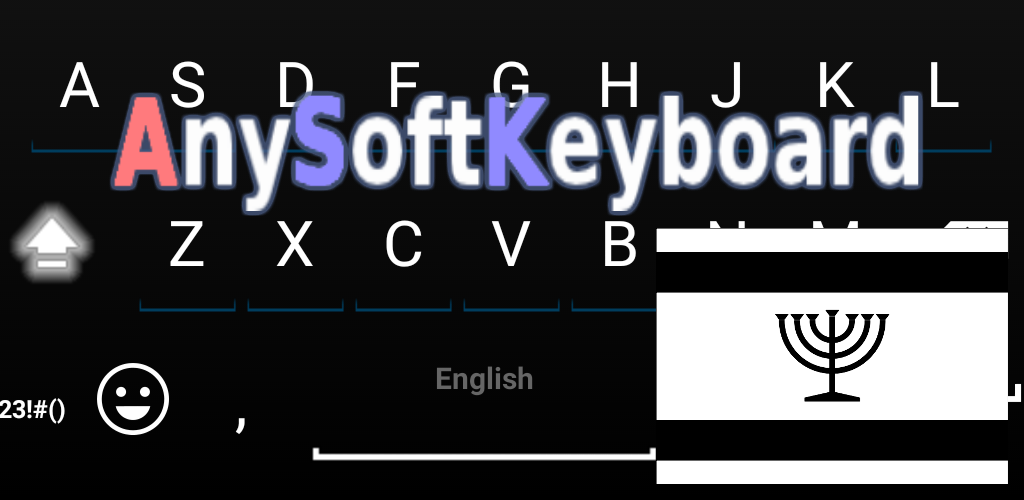 A S D F G H J K L
AnySoftKeyboard
Z X C V B N M
English
23!#() ,